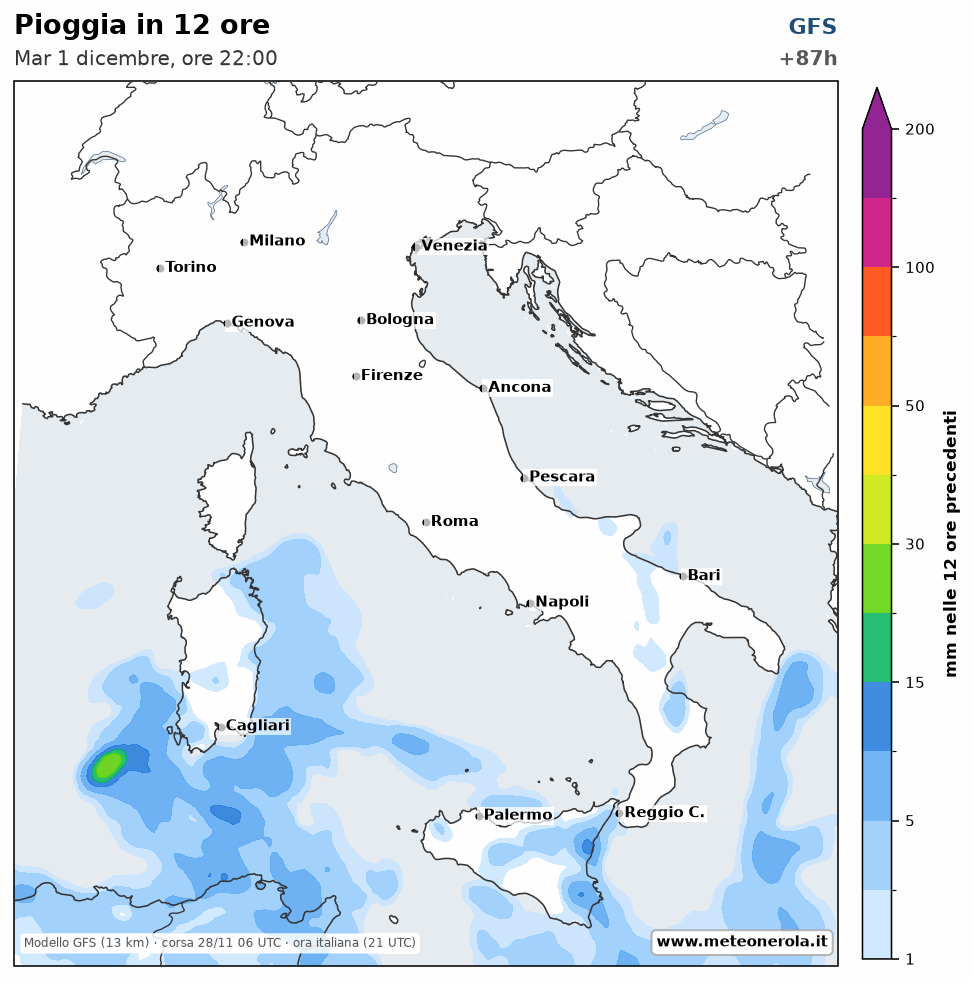 Pioggia in 12 ore
GFS
Mar 1 dicembre, ore 22:00
+87h
200
Milano
Venezia
Torino
100
Genova
Bologna
Firenze
Ancona
50
Pescara
Roma
30
Bari
Napoli
mm nelle 12 ore precedenti
15
Cagliari
Palermo
Reggio C.
5
Modello GFS (13 km) · corsa 28/11 06 UTC · ora italiana (21 UTC)
www.meteonerola.it
1